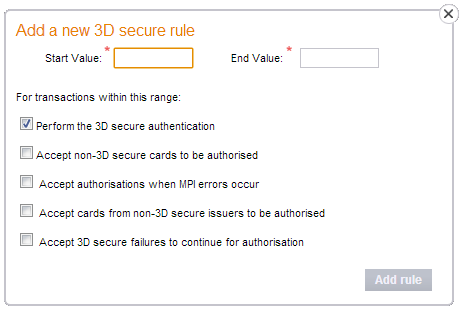 Add a new 3D secure rule
Start Value: * End Value: *
For transactions within this range:
Perform the 3D secure authentication
Accept non-3D secure cards to be authorised
Accept authorisations when MPI errors occur
Accept cards from non-3D secure issuers to be authorised
Accept 3D secure failures to continue for authorisation
Add rule